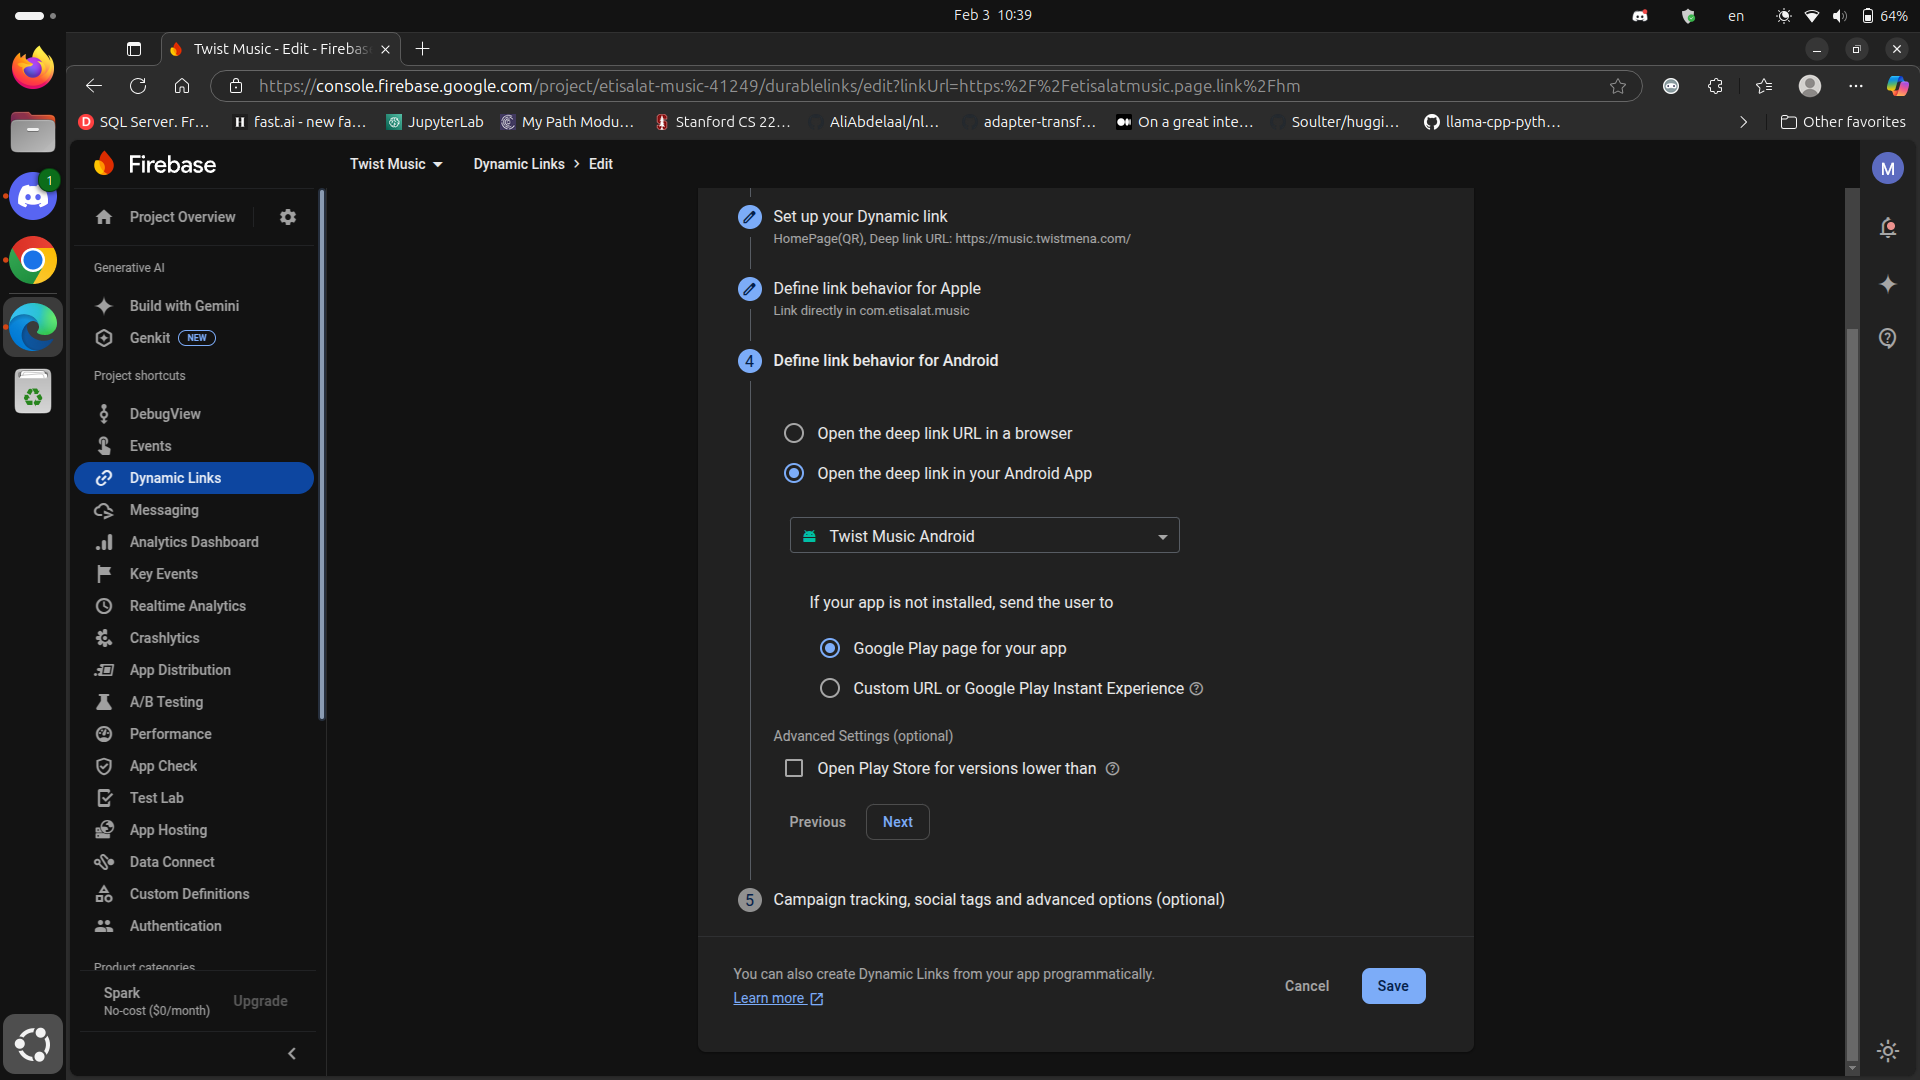 Feb 3 10:39
en
64%
Twist Music - Edit - Firebas
https://console.firebase.google.com/project/etisalat-music-41249/durablelinks/edit?linkUrl=https:%2F%2Fetisalatmusic.page.link%2Fhm
SQL Server. Fr...
fast.ai - new fa...
JupyterLab
My Path Modu...
Stanford CS 22...
AliAbdelaal/nl...
adapter-transf...
On a great inte...
Soulter/huggi...
llama-cpp-pyth...
Other favorites
1
Firebase
Twist Music
Dynamic Links > Edit
M
Project Overview
Generative AI
Build with Gemini
Genkit NEW
Project shortcuts
DebugView
Events
Dynamic Links
Messaging
Analytics Dashboard
Key Events
Realtime Analytics
Crashlytics
App Distribution
A/B Testing
Performance
App Check
Test Lab
App Hosting
Data Connect
Custom Definitions
Authentication
Product categories
Spark
No-cost ($0/month)
Upgrade
Set up your Dynamic link
HomePage(QR), Deep link URL: https://music.twistmena.com/
Define link behavior for Apple
Link directly in com.etisalat.music
4 Define link behavior for Android
Open the deep link URL in a browser
Open the deep link in your Android App
Twist Music Android
If your app is not installed, send the user to
Google Play page for your app
Custom URL or Google Play Instant Experience
Advanced Settings (optional)
Open Play Store for versions lower than
Previous
Next
5 Campaign tracking, social tags and advanced options (optional)
You can also create Dynamic Links from your app programmatically.
Learn more
Cancel
Save